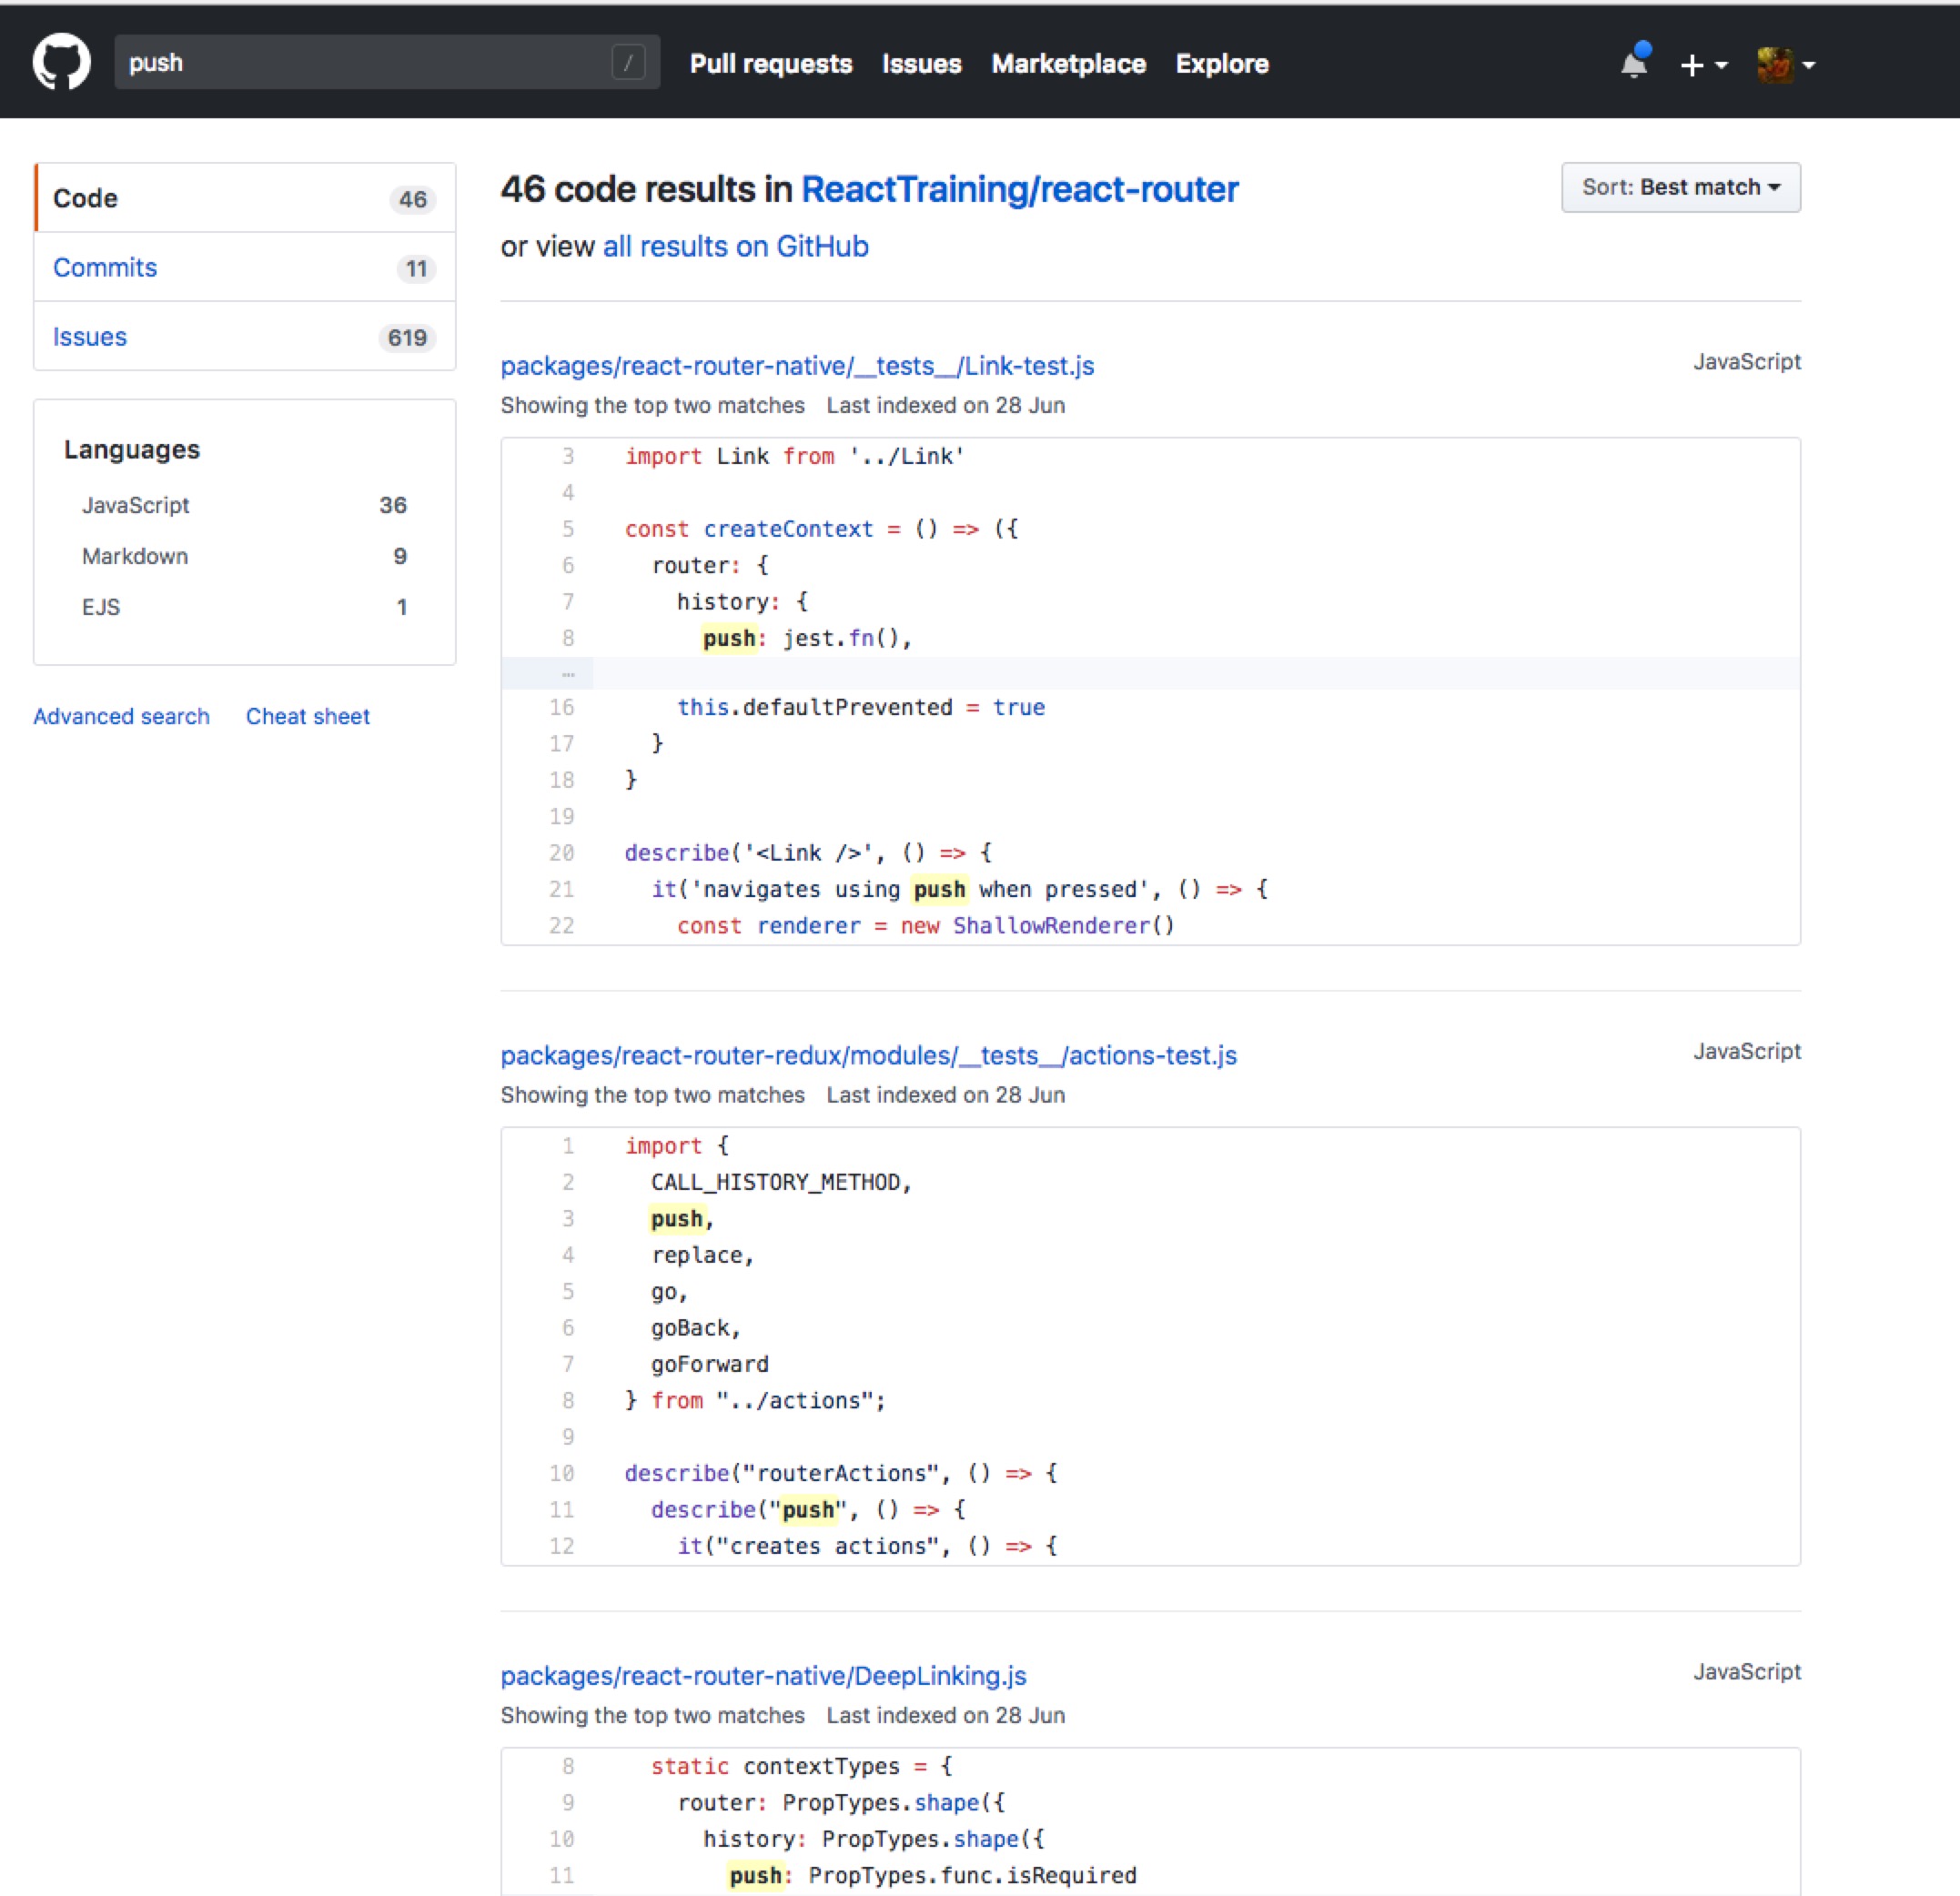 push /
Pull requests Issues Marketplace Explore
Code 46
Commits 11
Issues 619
Languages
JavaScript 36
Markdown 9
EJS 1
Advanced search Cheat sheet
46 code results in ReactTraining/react-router
Sort: Best match
or view all results on GitHub
packages/react-router-native/__tests__/Link-test.js JavaScript
Showing the top two matches Last indexed on 28 Jun
3 import Link from '../Link'
4
5 const createContext = () => ({
6 router: {
7 history: {
8 push: jest.fn(),
…
16 this.defaultPrevented = true
17 }
18 }
19
20 describe('<Link />', () => {
21 it('navigates using push when pressed', () => {
22 const renderer = new ShallowRenderer()
packages/react-router-redux/modules/__tests__/actions-test.js JavaScript
Showing the top two matches Last indexed on 28 Jun
1 import {
2 CALL_HISTORY_METHOD,
3 push,
4 replace,
5 go,
6 goBack,
7 goForward
8 } from "../actions";
9
10 describe("routerActions", () => {
11 describe("push", () => {
12 it("creates actions", () => {
packages/react-router-native/DeepLinking.js JavaScript
Showing the top two matches Last indexed on 28 Jun
8 static contextTypes = {
9 router: PropTypes.shape({
10 history: PropTypes.shape({
11 push: PropTypes.func.isRequired